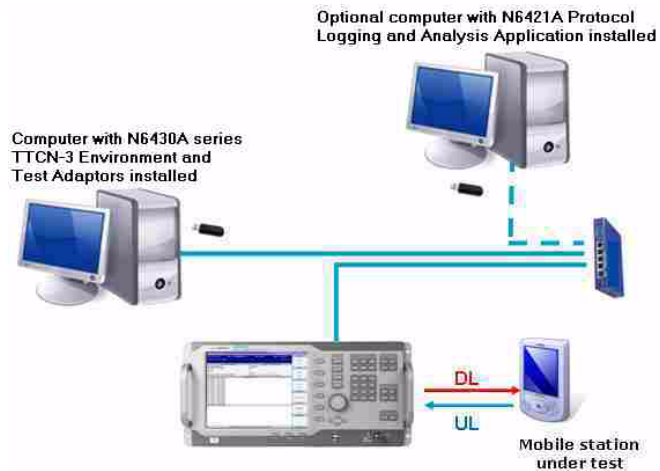 Optional computer with N6421A Protocol
Logging and Analysis Application installed
Computer with N6430A series
TTCN-3 Environment and
Test Adaptors installed
DL
UL
Mobile station
under test